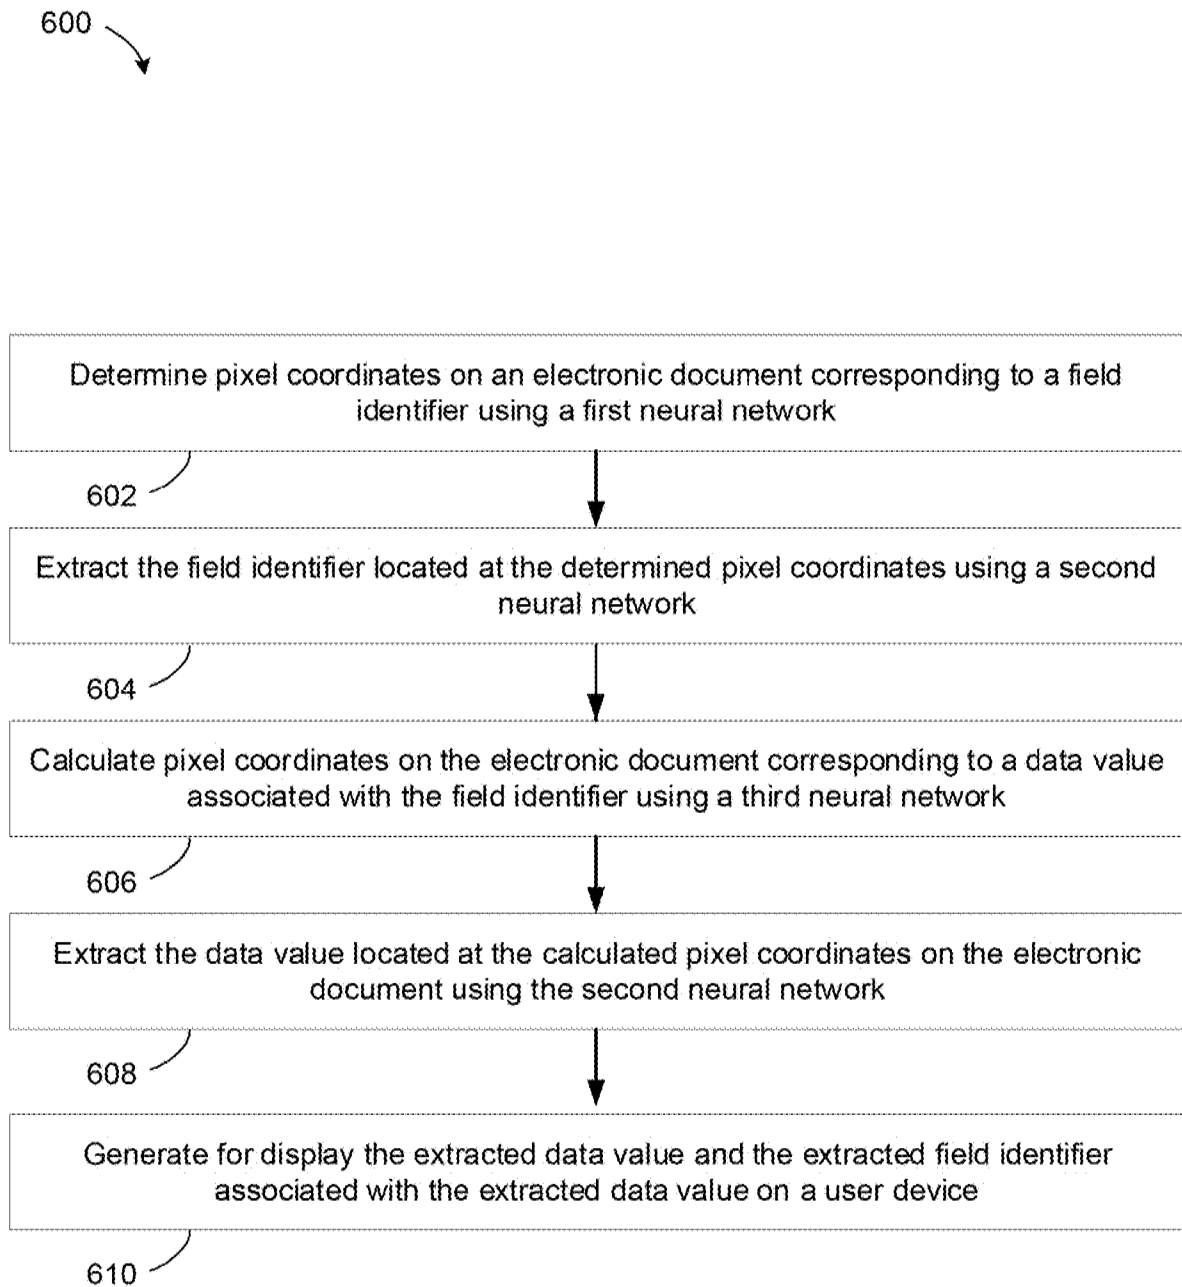 600
Determine pixel coordinates on an electronic document corresponding to a field
identifier using a first neural network
602
Extract the field identifier located at the determined pixel coordinates using a second
neural network
604
Calculate pixel coordinates on the electronic document corresponding to a data value
associated with the field identifier using a third neural network
606
Extract the data value located at the calculated pixel coordinates on the electronic
document using the second neural network
608
Generate for display the extracted data value and the extracted field identifier
associated with the extracted data value on a user device
610